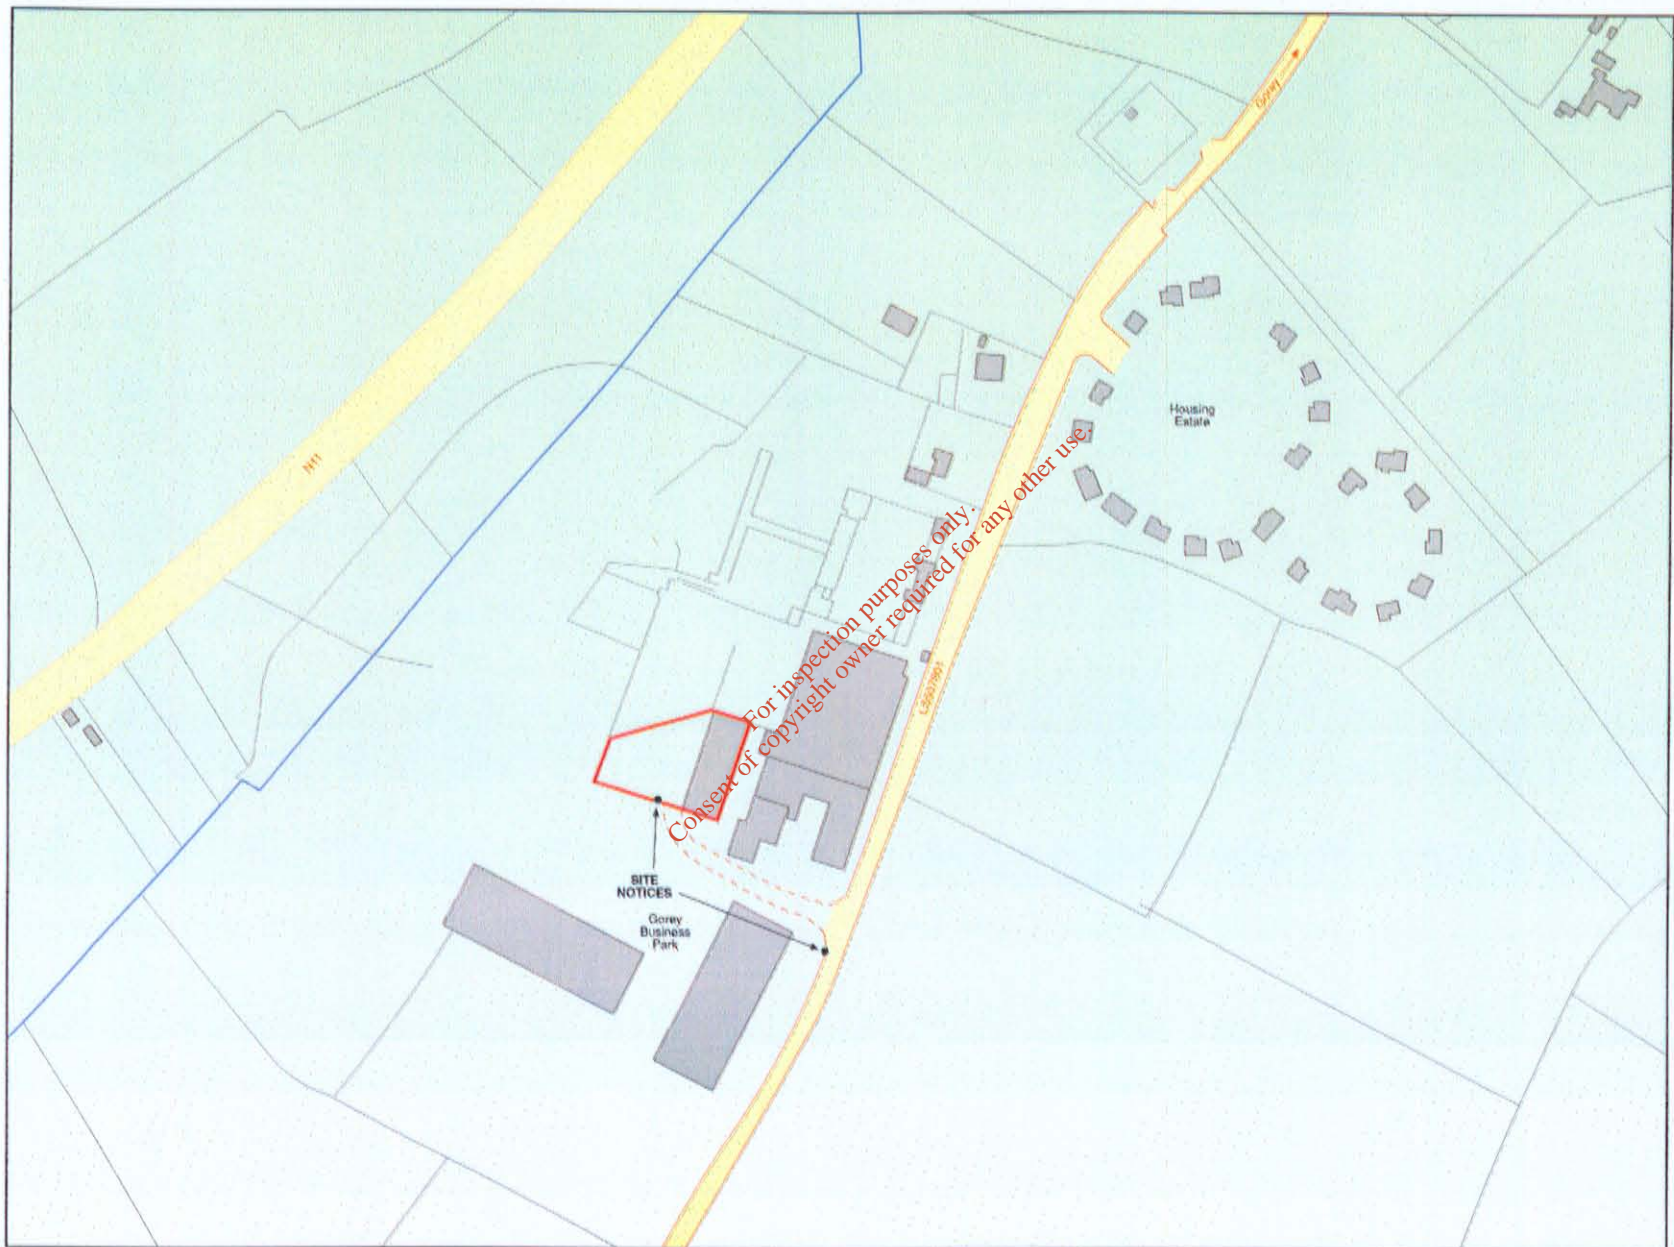 Gorey
Housing
Estate
N11
For inspection purposes only.
Consent of copyright owner required for any other use.
SITE
NOTICES
Gorey
Business
Park